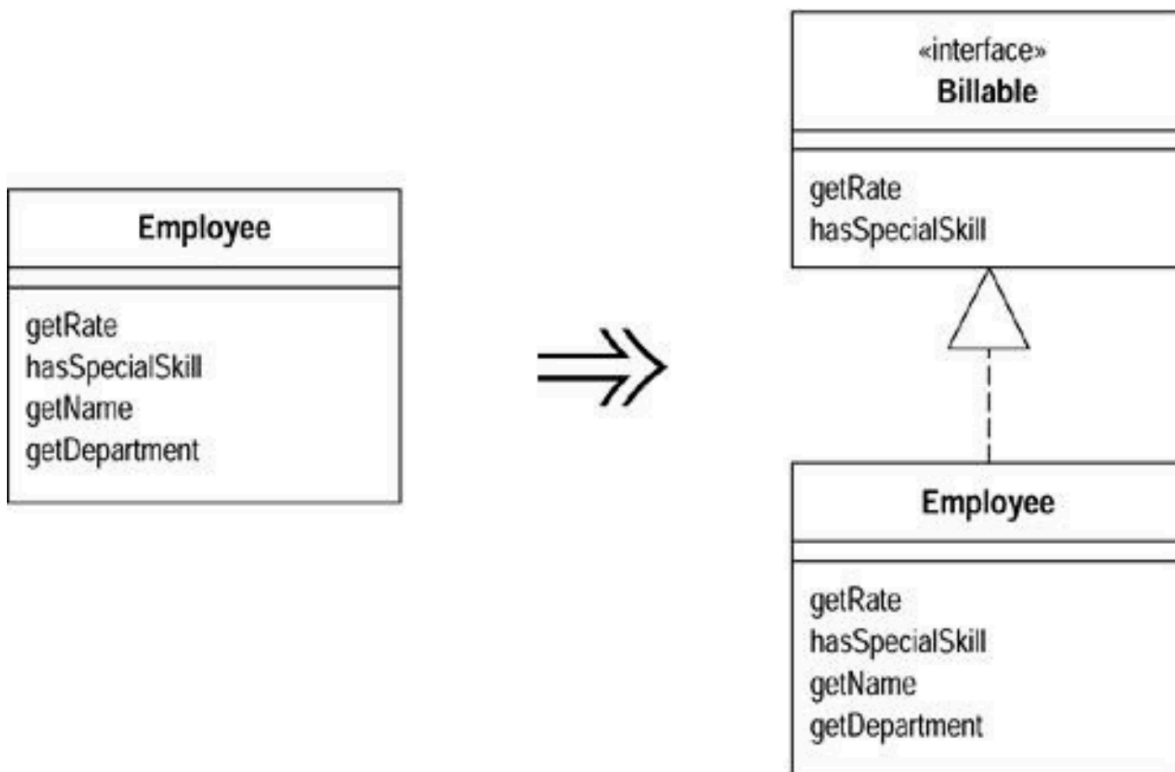 Employee
getRate
hasSpecialSkill
getName
getDepartment
«interface»
Billable
getRate
hasSpecialSkill
Employee
getRate
hasSpecialSkill
getName
getDepartment